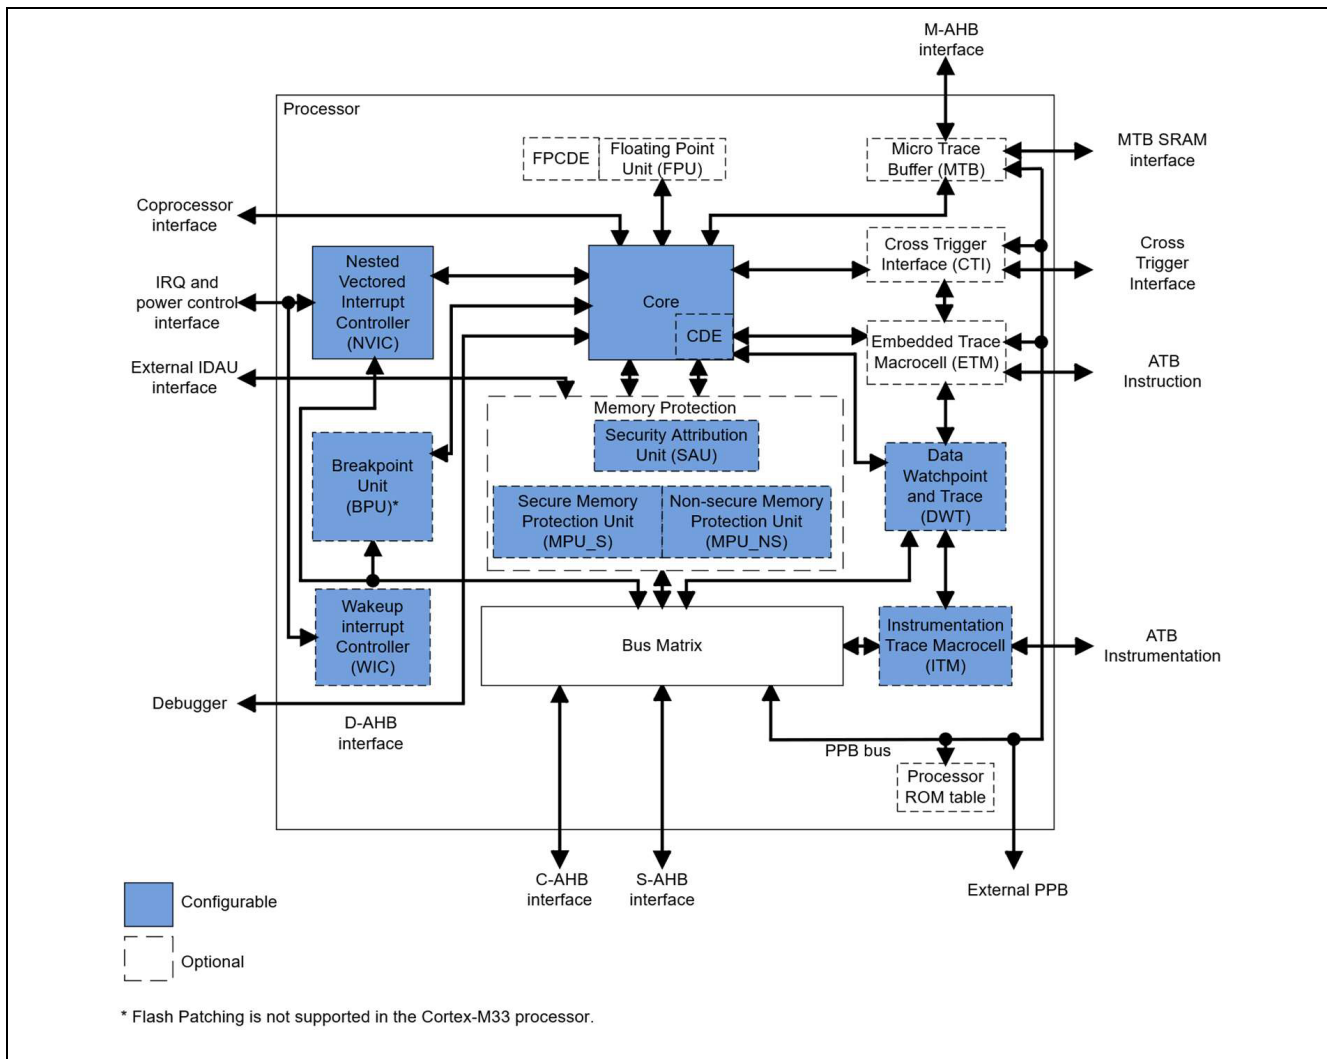 M-AHB
interface
Processor
FPCDE
Floating Point
Unit (FPU)
Micro Trace
Buffer (MTB)
MTB SRAM
interface
Coprocessor
interface
Nested
Vectored
Interrupt
Controller
(NVIC)
IRQ and
power control
interface
Core
CDE
Cross Trigger
Interface (CTI)
Cross
Trigger
Interface
External IDAU
interface
Embedded Trace
Macrocell (ETM)
ATB
Instruction
Memory Protection
Security Attribution
Unit (SAU)
Breakpoint
Unit
(BPU)*
Secure Memory
Protection Unit
(MPU_S)
Non-secure Memory
Protection Unit
(MPU_NS)
Data
Watchpoint
and Trace
(DWT)
Wakeup
interrupt
Controller
(WIC)
Bus Matrix
Instrumentation
Trace Macrocell
(ITM)
ATB
Instrumentation
Debugger
D-AHB
interface
PPB bus
Processor
ROM table
C-AHB
interface
S-AHB
interface
External PPB
Configurable
Optional
* Flash Patching is not supported in the Cortex-M33 processor.